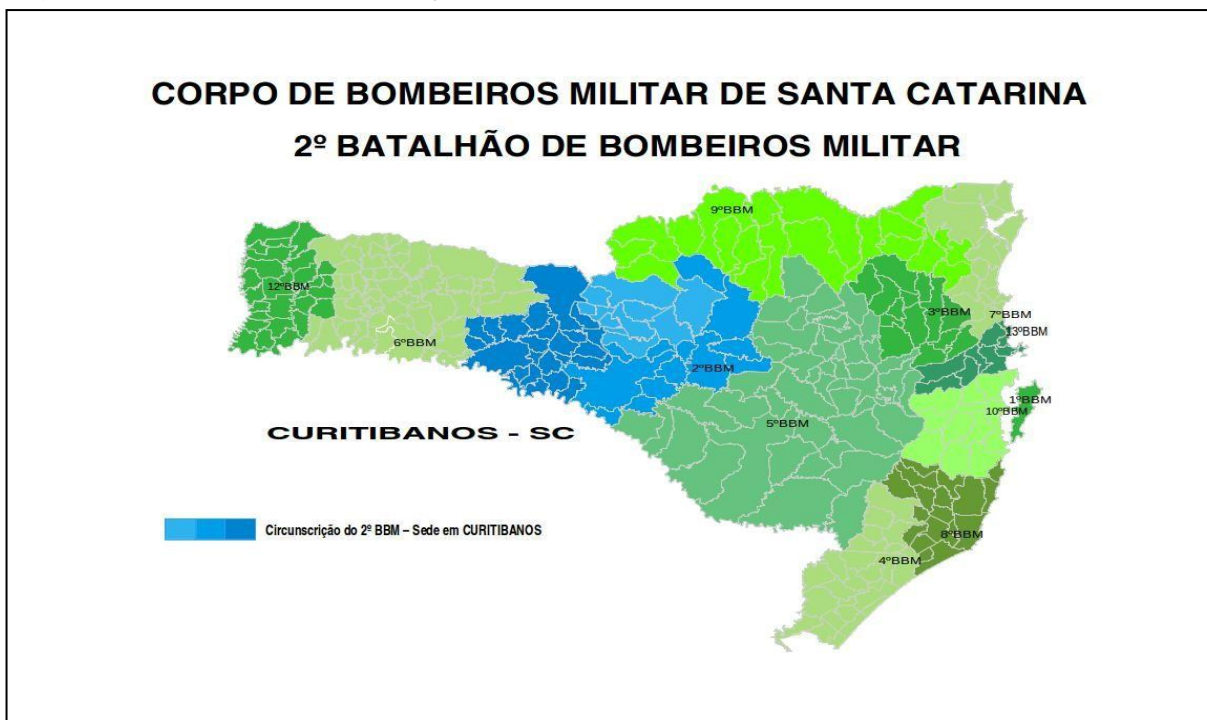 CORPO DE BOMBEIROS MILITAR DE SANTA CATARINA
2º BATALHÃO DE BOMBEIROS MILITAR
9ºBBM
12ºBBM
3ºBBM
7ºBBM
13ºBBM
6ºBBM
2ºBBM
1ºBBM
10ºBBM
5ºBBM
CURITIBANOS - SC
Circunscrição do 2º BBM – Sede em CURITIBANOS
8ºBBM
4ºBBM